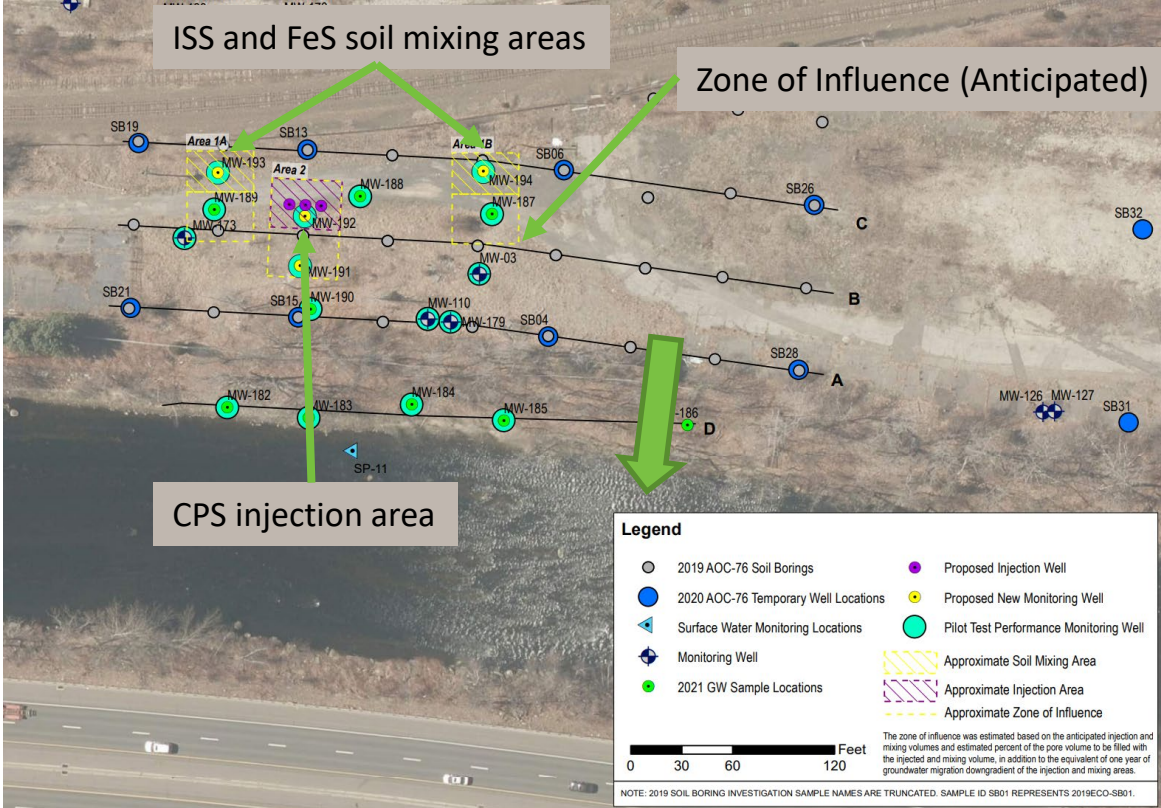 ISS and FeS soil mixing areas
Zone of Influence (Anticipated)
SB19
SB13
Area 1A
MW-193
Area 2
MW-188
MW-189
MW-173
MW-192
MW-191
Area 1B
MW-194
SB06
MW-187
SB26
SB32
C
MW-03
B
SB21
SB15
MW-190
MW-110
MW-179
SB04
SB28
A
MW-182
MW-183
MW-184
MW-185
186
D
MW-126
MW-127
SB31
SP-11
CPS injection area
Legend
2019 AOC-76 Soil Borings
2020 AOC-76 Temporary Well Locations
Surface Water Monitoring Locations
Monitoring Well
2021 GW Sample Locations
Proposed Injection Well
Proposed New Monitoring Well
Pilot Test Performance Monitoring Well
Approximate Soil Mixing Area
Approximate Injection Area
Approximate Zone of Influence
The zone of influence was estimated based on the anticipated injection and
mixing volumes and estimated percent of the pore volume to be filled with
the injected and mixing volume, in addition to the equivalent of one year of
groundwater migration downgradient of the injection and mixing areas.
Feet
0 30 60 120
NOTE: 2019 SOIL BORING INVESTIGATION SAMPLE NAMES ARE TRUNCATED. SAMPLE ID SB01 REPRESENTS 2019ECO-SB01.